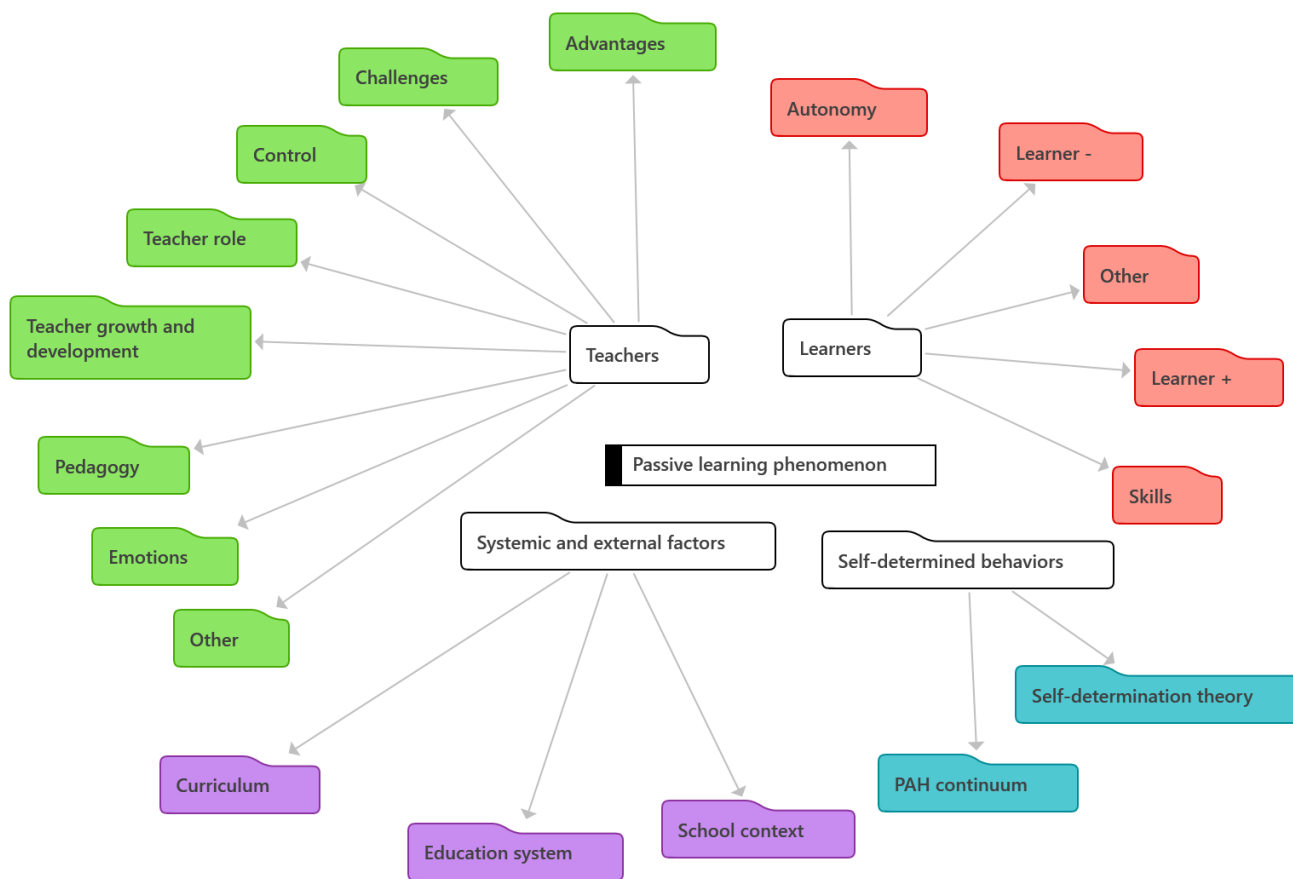 Advantages
Challenges
Autonomy
Control
Learner -
Teacher role
Other
Teacher growth and
development
Teachers
Learners
Learner +
Pedagogy
Passive learning phenomenon
Skills
Emotions
Systemic and external factors
Self-determined behaviors
Other
Self-determination theory
Curriculum
PAH continuum
School context
Education system